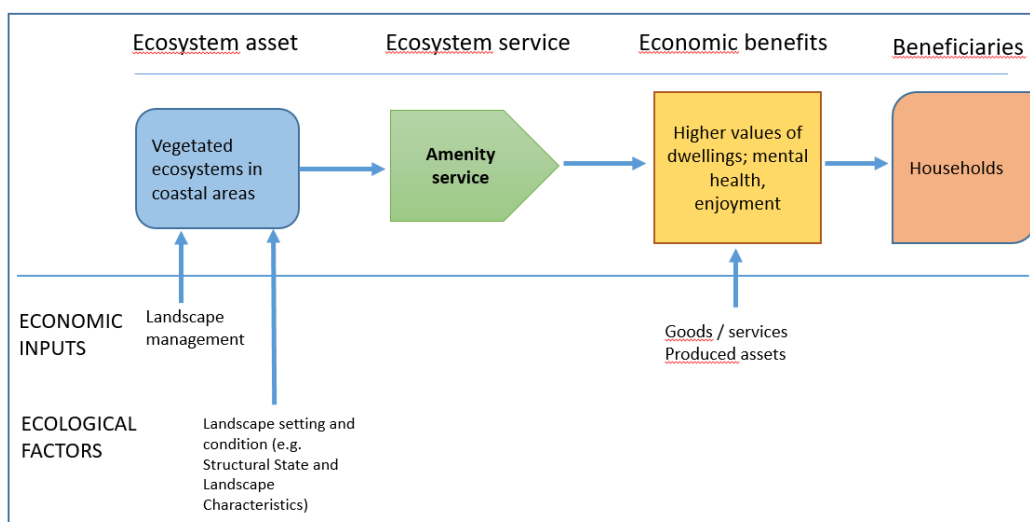 Ecosystem asset
Ecosystem service
Economic benefits
Beneficiaries
Vegetated
ecosystems in
coastal areas
Amenity
service
Higher values of
dwellings; mental
health,
enjoyment
Households
ECONOMIC
INPUTS
Landscape
management
Goods / services
Produced assets
ECOLOGICAL
FACTORS
Landscape setting and
condition (e.g.
Structural State and
Landscape
Characteristics)